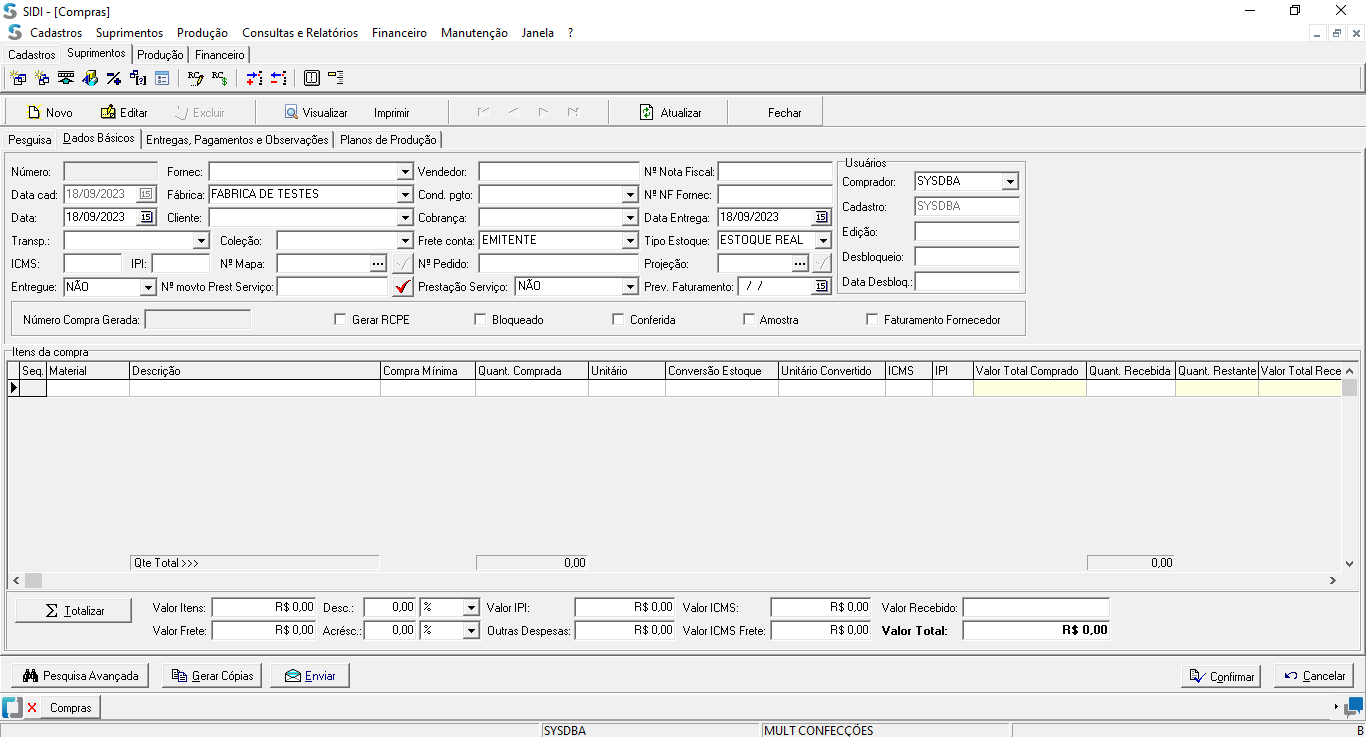 SIDI - [Compras]
Cadastros Suprimentos Produção Consultas e Relatórios Financeiro Manutenção Janela ?
Cadastros Suprimentos Produção Financeiro
Novo Editar Excluir Visualizar Imprimir Atualizar Fechar
Pesquisa Dados Básicos Entregas, Pagamentos e Observações Planos de Produção
Número: Fornec: Vendedor: Nº Nota Fiscal: Usuários
Comprador: SYSDBA
Data cad: 18/09/2023 15 Fábrica: FABRICA DE TESTES Cond. pgto: Nº NF Fornec:
Cadastro: SYSDBA
Data: 18/09/2023 15 Cliente: Cobrança: Data Entrega: 18/09/2023 15
Edição:
Transp.: Coleção: Frete conta: EMITENTE Tipo Estoque: ESTOQUE REAL
Desbloqueio:
ICMS: IPI: Nº Mapa: ... Nº Pedido: Projeção: ...
Data Desbloq.:
Entregue: NÃO Nº movto Prest Serviço: Prestação Serviço: NÃO Prev. Faturamento: / / 15
Número Compra Gerada: Gerar RCPE Bloqueado Conferida Amostra Faturamento Fornecedor
Itens da compra
Seq. Material Descrição Compra Mínima Quant. Comprada Unitário Conversão Estoque Unitário Convertido ICMS IPI Valor Total Comprado Quant. Recebida Quant. Restante Valor Total Rece
Qte Total >>> 0,00 0,00
Σ Totalizar Valor Itens: R$ 0,00 Desc.: 0,00 % Valor IPI: R$ 0,00 Valor ICMS: R$ 0,00 Valor Recebido:
Valor Frete: R$ 0,00 Acrésc.: 0,00 % Outras Despesas: R$ 0,00 Valor ICMS Frete: R$ 0,00 Valor Total: R$ 0,00
Pesquisa Avançada Gerar Cópias Enviar Confirmar Cancelar
Compras
SYSDBA MULT CONFECÇÕES B